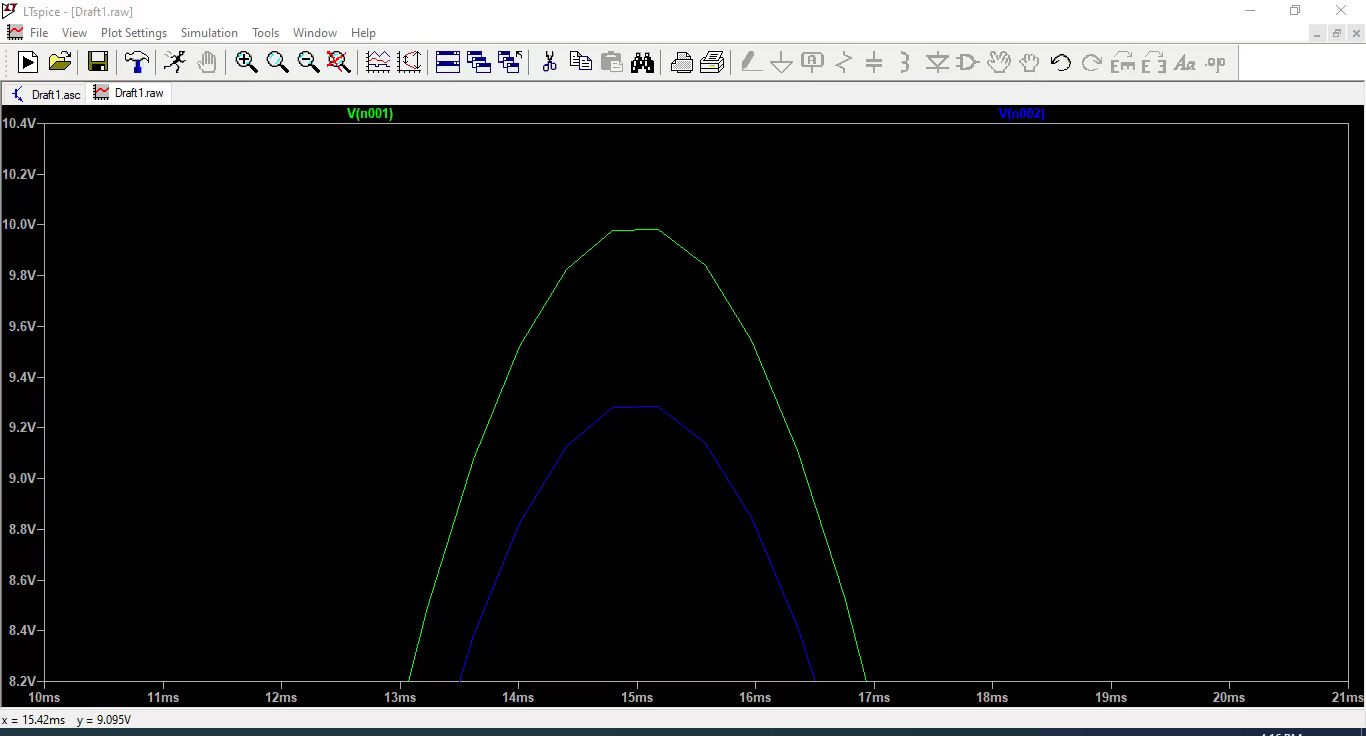 LTspice - [Draft1.raw]
File View Plot Settings Simulation Tools Window Help
Draft1.asc Draft1.raw
V(n001) V(n002)
10.4V
10.2V
10.0V
9.8V
9.6V
9.4V
9.2V
9.0V
8.8V
8.6V
8.4V
8.2V
10ms 11ms 12ms 13ms 14ms 15ms 16ms 17ms 18ms 19ms 20ms 21ms
x = 15.42ms y = 9.095V